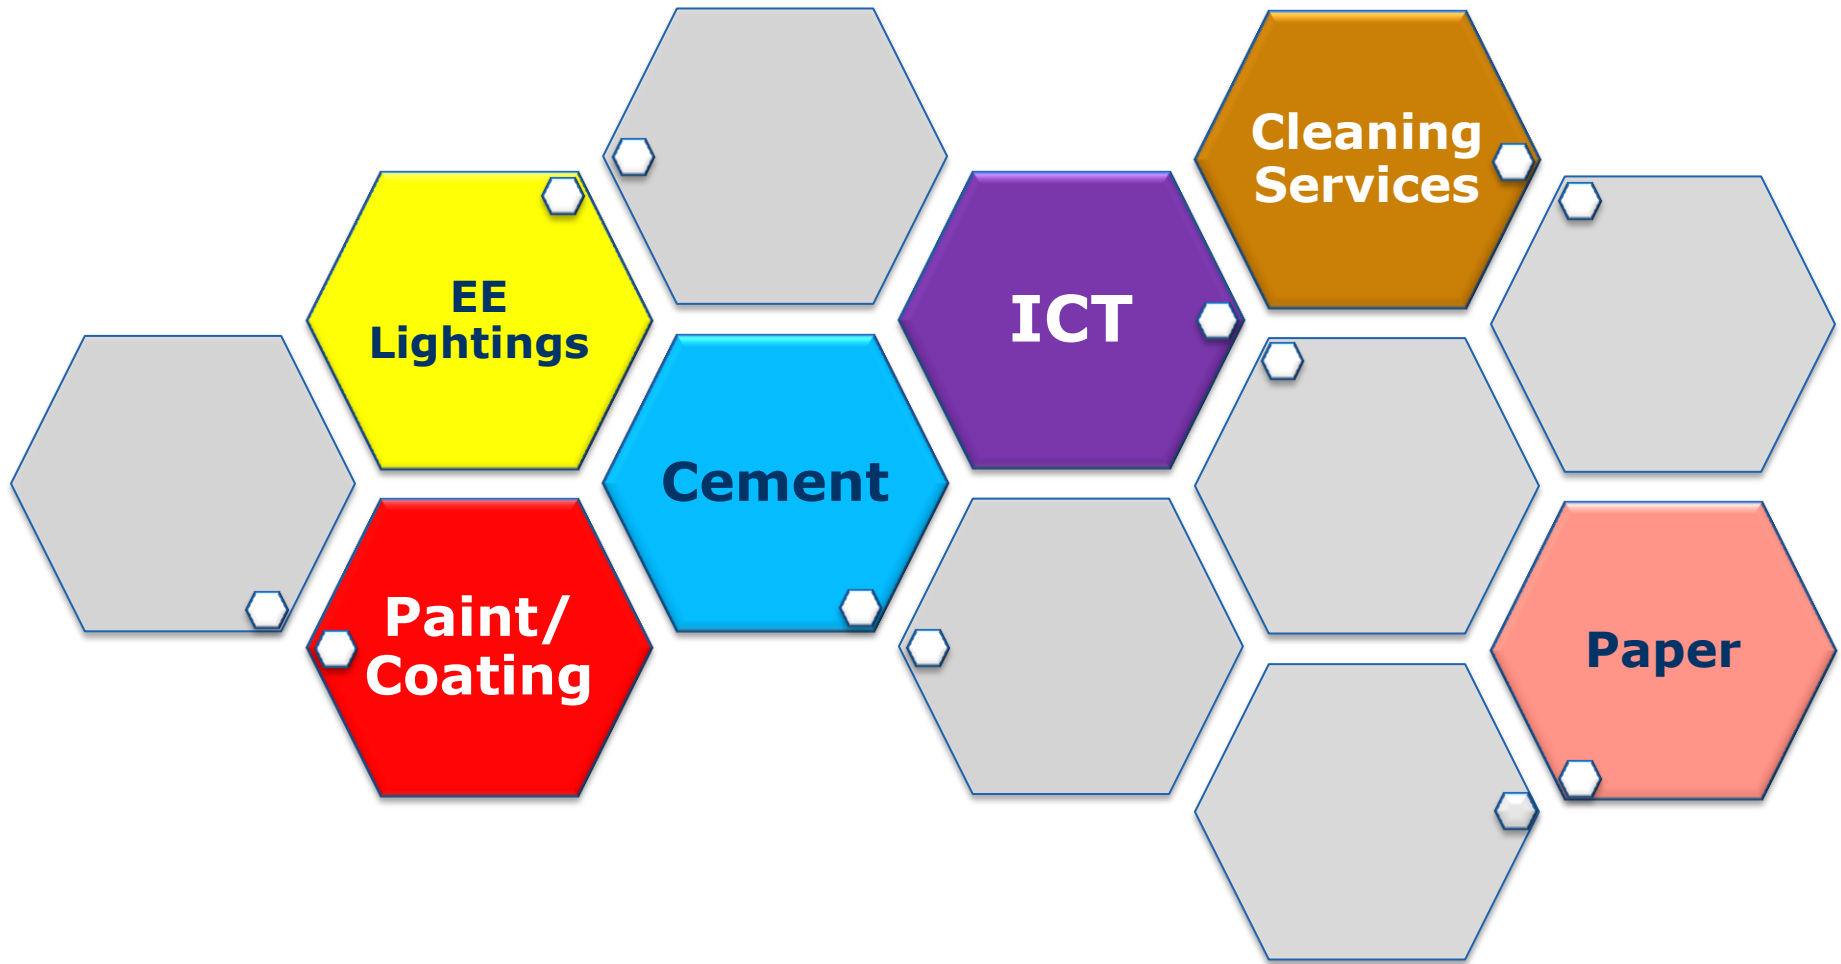 EE
Lightings
Paint/
Coating
Cement
ICT
Cleaning
Services
Paper